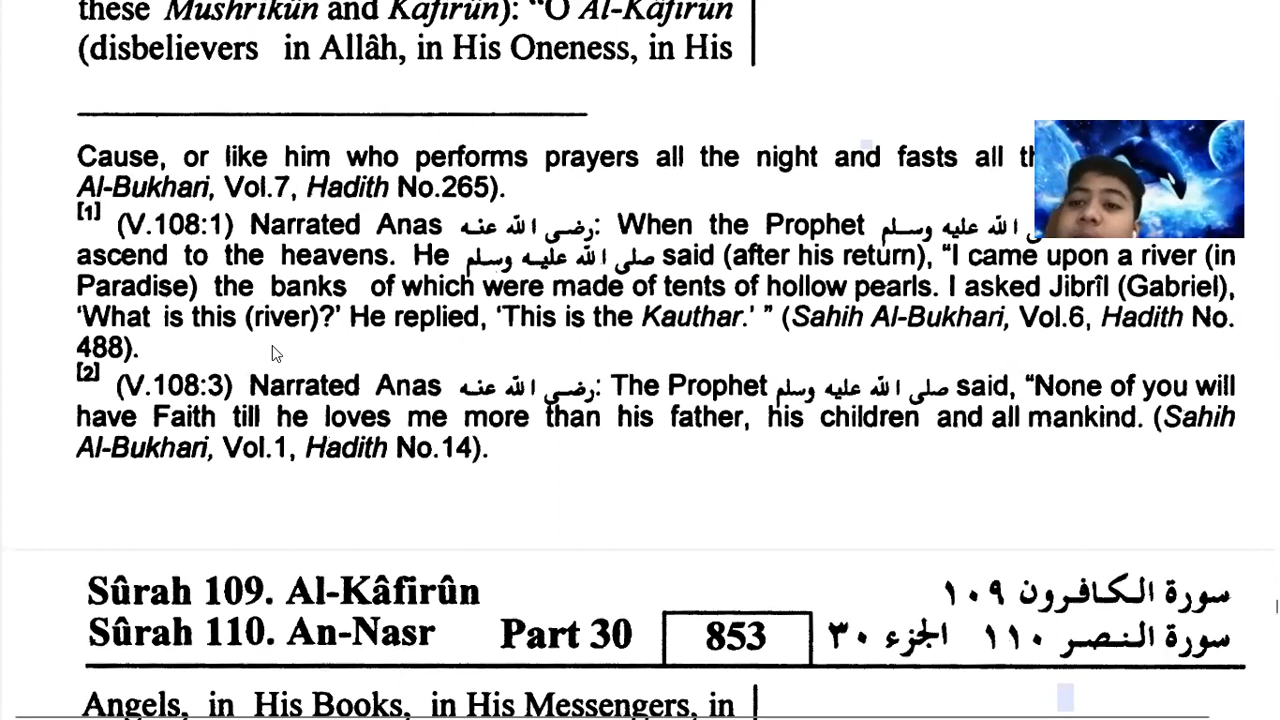 these Mushrikûn and Kâfirûn): “O Al-Kâfirûn
(disbelievers in Allâh, in His Oneness, in His
Cause, or like him who performs prayers all the night and fasts all
Al-Bukhari, Vol.7, Hadith No.265).
[1] (V.108:1) Narrated Anas رضي الله عنه: When the Prophet الله عليه وسلم
ascend to the heavens. He صلى الله عليه وسلم said (after his return), “I came upon a river (in
Paradise) the banks of which were made of tents of hollow pearls. I asked Jibrîl (Gabriel),
‘What is this (river)?’ He replied, ‘This is the Kauthar.’ ” (Sahih Al-Bukhari, Vol.6, Hadith No.
488).
[2] (V.108:3) Narrated Anas رضي الله عنه: The Prophet صلى الله عليه وسلم said, “None of you will
have Faith till he loves me more than his father, his children and all mankind. (Sahih
Al-Bukhari, Vol.1, Hadith No.14).
Sûrah 109. Al-Kâfirûn سورة الكافرون ١٠٩
Sûrah 110. An-Nasr Part 30 853 الجزء ٣٠ سورة النصر ١١٠
Angels, in His Books, in His Messengers, in